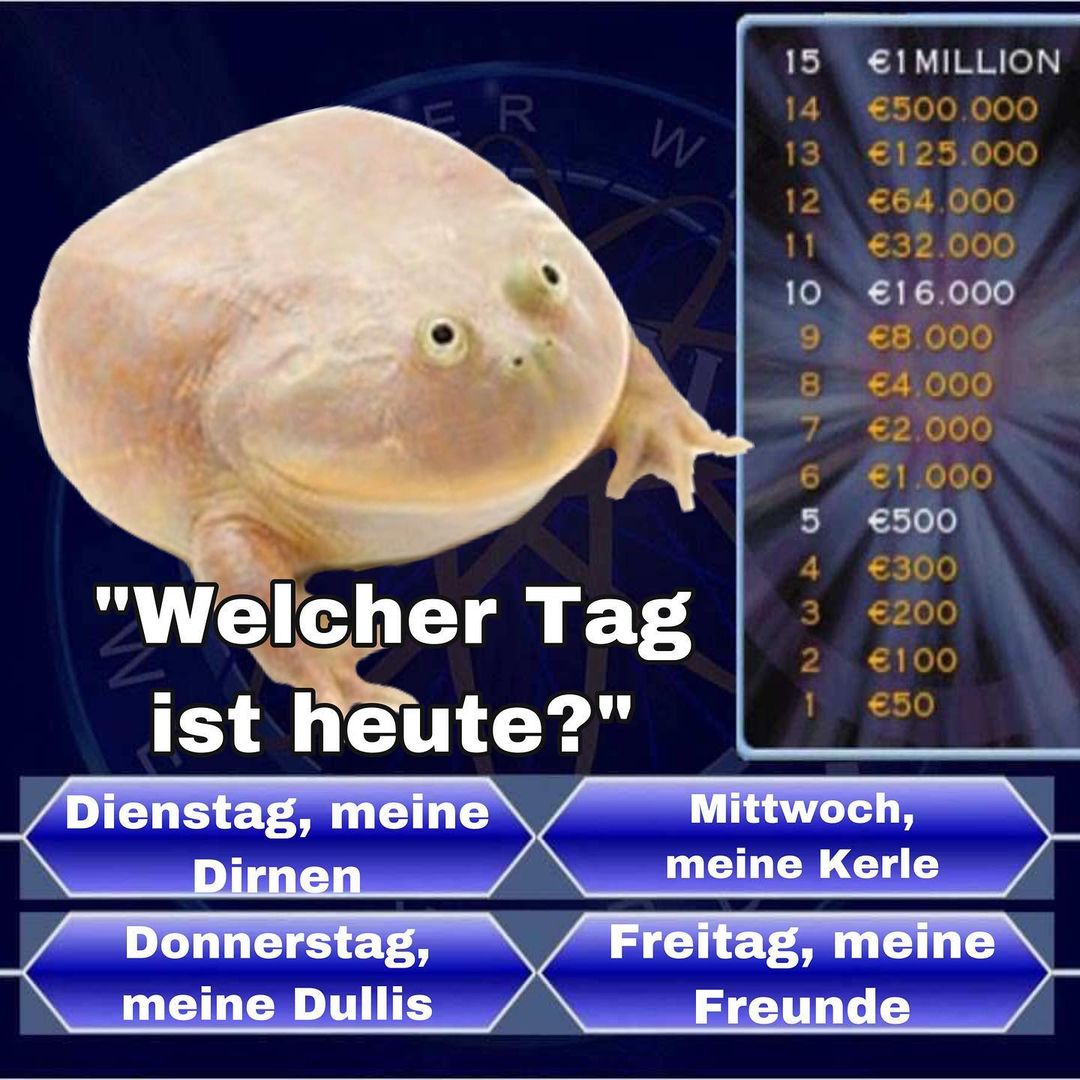 15 €1 MILLION
14 €500.000
13 €125.000
12 €64.000
11 €32.000
10 €16.000
9 €8.000
8 €4.000
7 €2.000
6 €1.000
5 €500
4 €300
3 €200
2 €100
1 €50
"Welcher Tag
ist heute?"
Dienstag, meine
Dirnen
Mittwoch,
meine Kerle
Donnerstag,
meine Dullis
Freitag, meine
Freunde